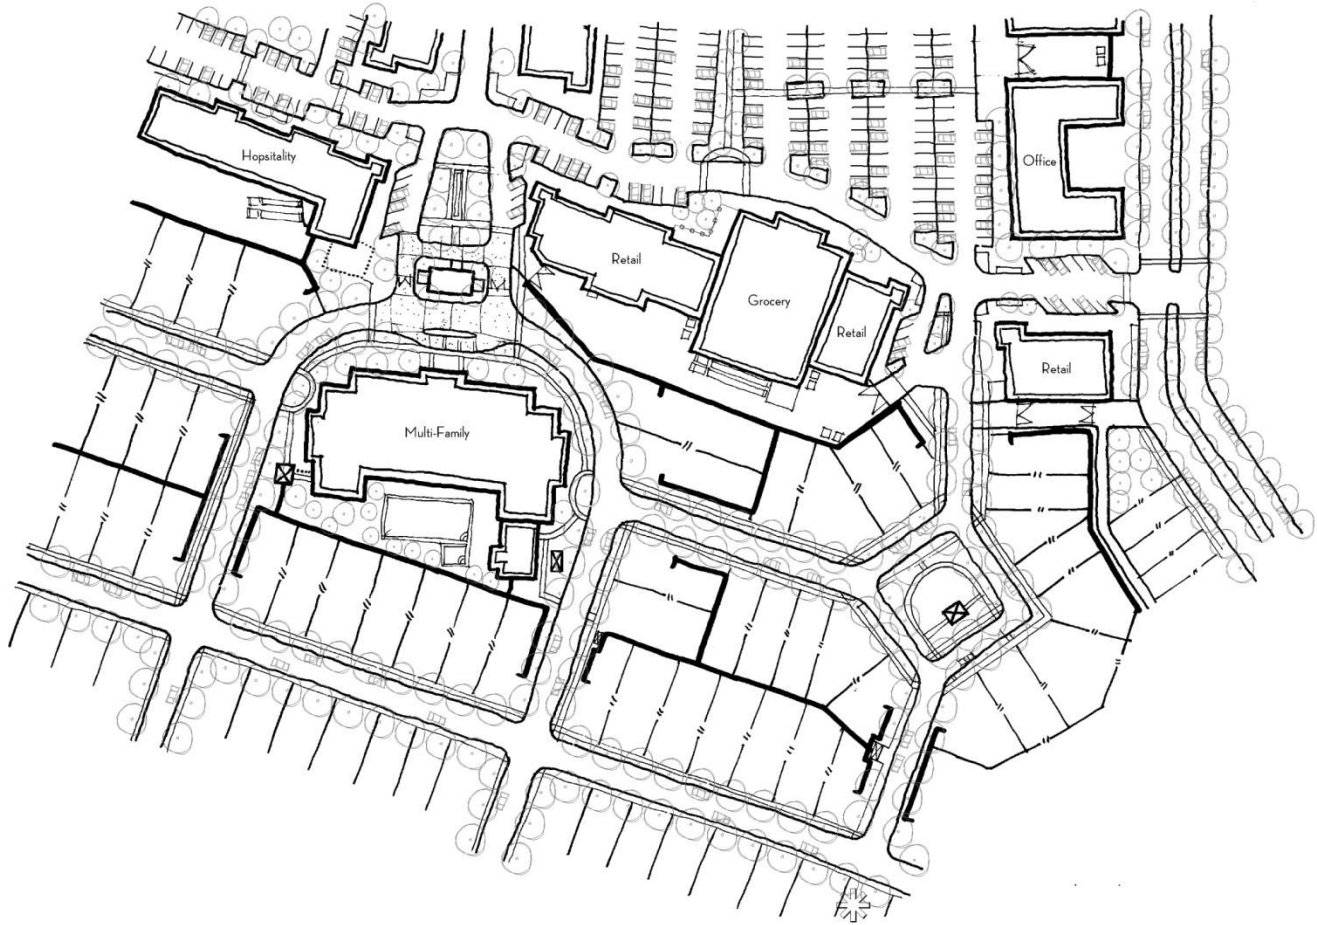 Hopsitality
Office
Retail
Grocery
Retail
Retail
Multi-Family